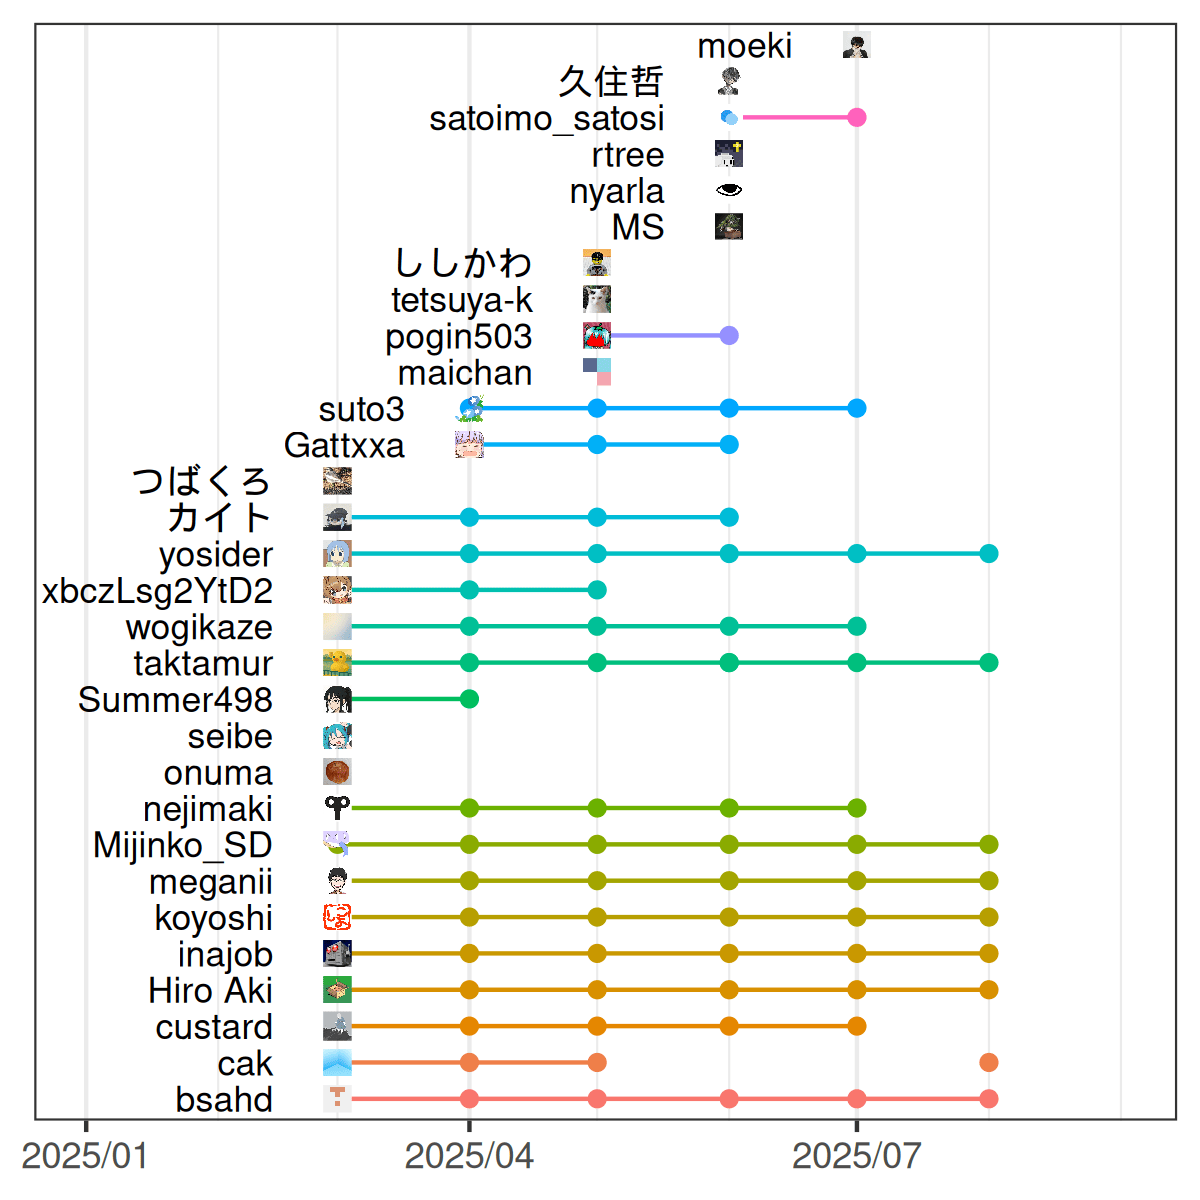 moeki
久住哲
satoimo_satosi
rtree
nyarla
MS
ししかわ
tetsuya-k
pogin503
maichan
suto3
Gattxxa
つばくろ
カイト
yosider
xbczLsg2YtD2
wogikaze
taktamur
Summer498
seibe
onuma
nejimaki
Mijinko_SD
meganii
koyoshi
inajob
Hiro Aki
custard
cak
bsahd
2025/01 2025/04 2025/07